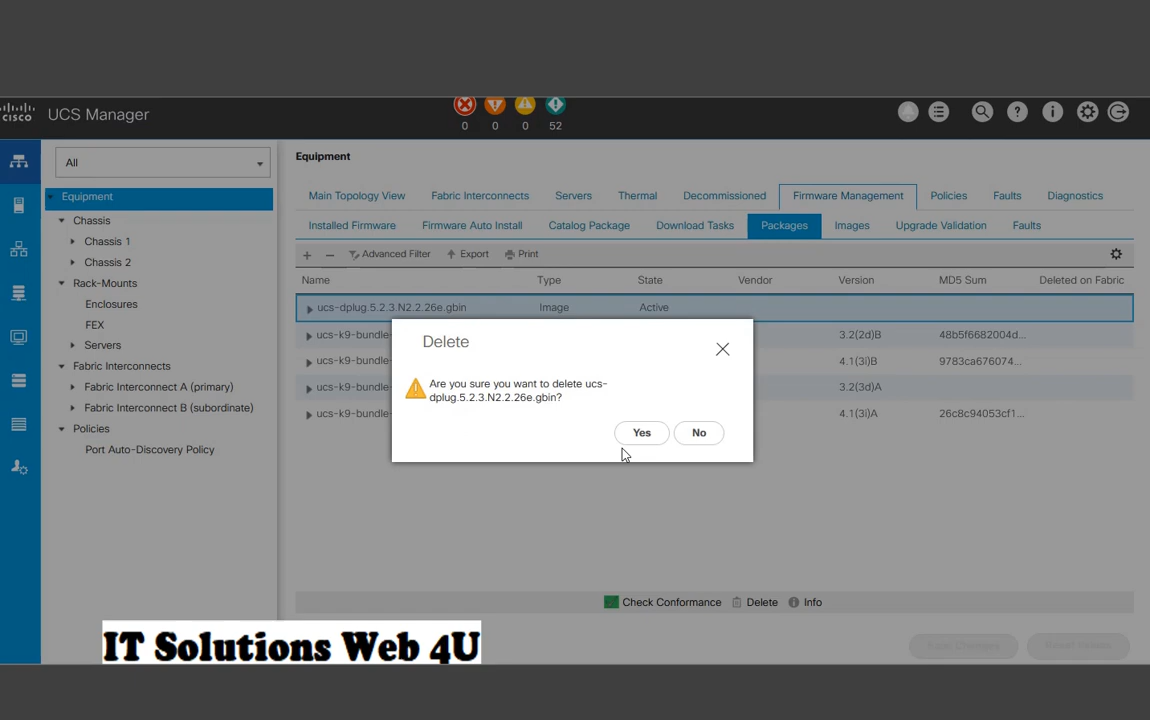 CISCO UCS Manager
0 0 0 52
All
Equipment
Chassis
Chassis 1
Chassis 2
Rack-Mounts
Enclosures
FEX
Servers
Fabric Interconnects
Fabric Interconnect A (primary)
Fabric Interconnect B (subordinate)
Policies
Port Auto-Discovery Policy
Equipment
Main Topology View Fabric Interconnects Servers Thermal Decommissioned Firmware Management Policies Faults Diagnostics
Installed Firmware Firmware Auto Install Catalog Package Download Tasks Packages Images Upgrade Validation Faults
+ − Advanced Filter Export Print
Name Type State Vendor Version MD5 Sum Deleted on Fabric
ucs-dplug.5.2.3.N2.2.26e.gbin Image Active
ucs-k9-bundle- 3.2(2d)B 48b5f6682004d...
ucs-k9-bundle- 4.1(3i)B 9783ca676074...
ucs-k9-bundle- 3.2(3d)A
ucs-k9-bundle- 4.1(3i)A 26c8c94053cf1...
Delete
Are you sure you want to delete ucs-
dplug.5.2.3.N2.2.26e.gbin?
Yes No
Check Conformance Delete Info
Save Changes Reset Values
IT Solutions Web 4U